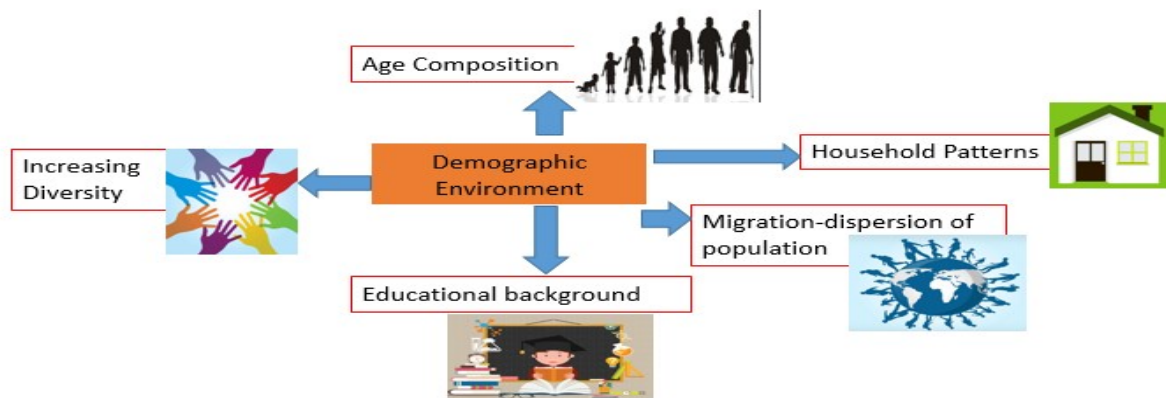 Age Composition
Increasing
Diversity
Demographic
Environment
Household Patterns
Migration-dispersion of
population
Educational background